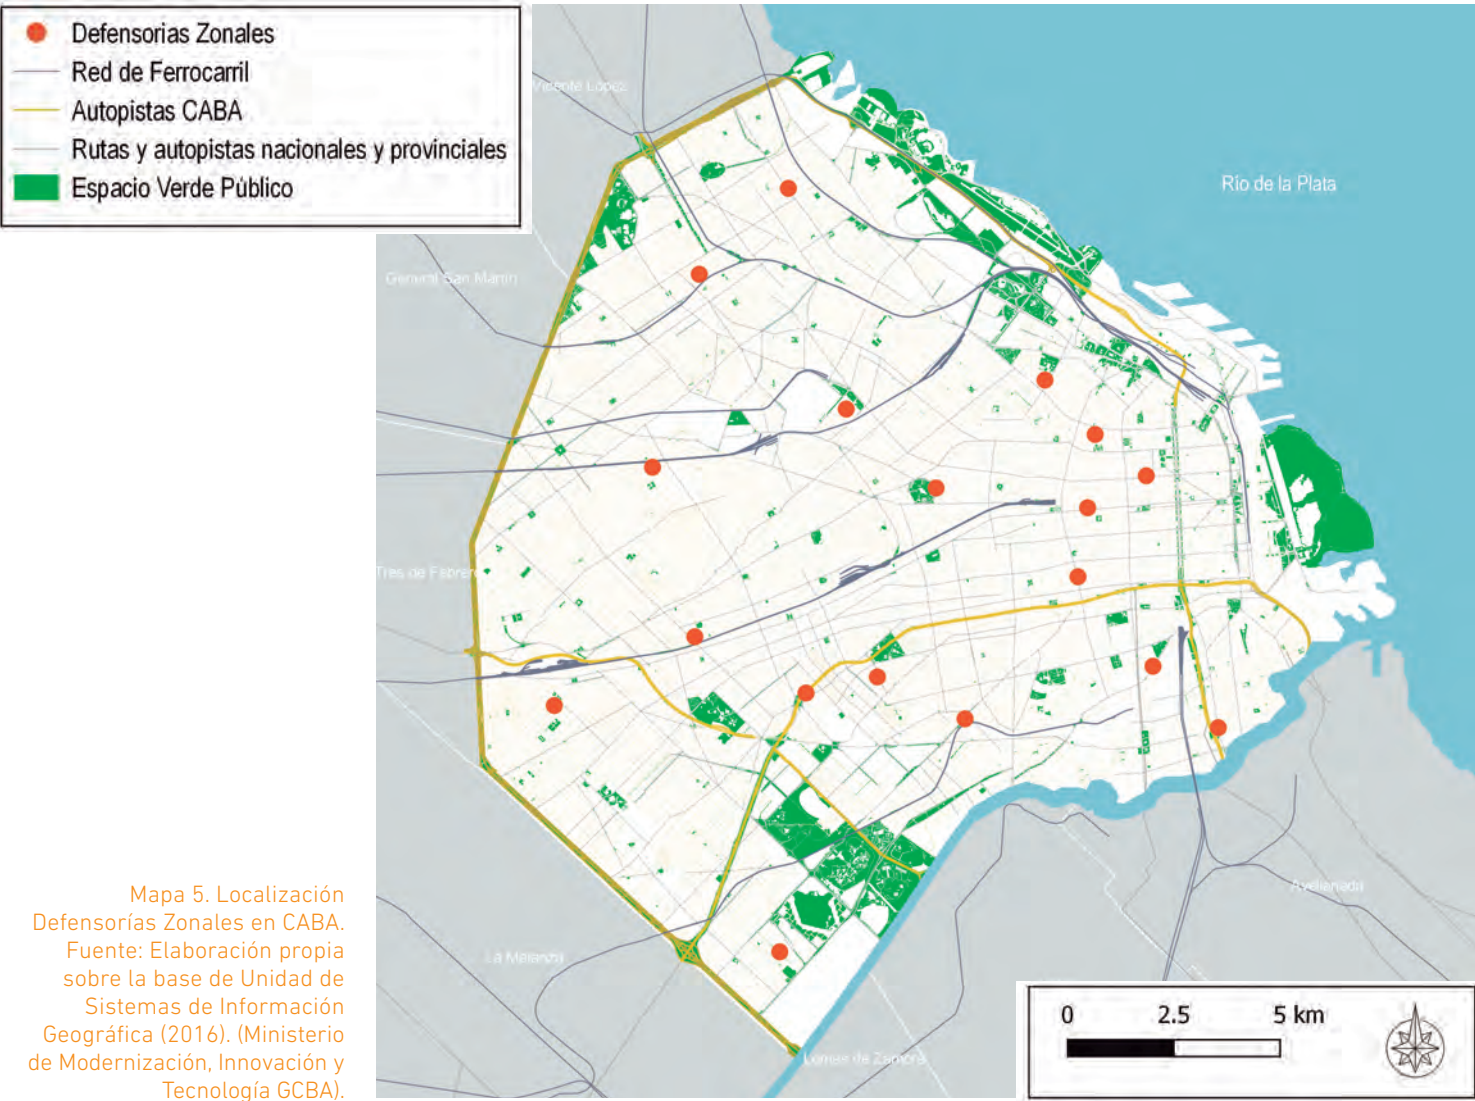 Defensorias Zonales
Red de Ferrocarril
Autopistas CABA
Rutas y autopistas nacionales y provinciales
Espacio Verde Público
Vicente López
Río de la Plata
General San Martín
Tres de Febrero
Avellaneda
La Matanza
Lomas de Zamora
Mapa 5. Localización
Defensorías Zonales en CABA.
Fuente: Elaboración propia
sobre la base de Unidad de
Sistemas de Información
Geográfica (2016). (Ministerio
de Modernización, Innovación y
Tecnología GCBA).
0 2.5 5 km